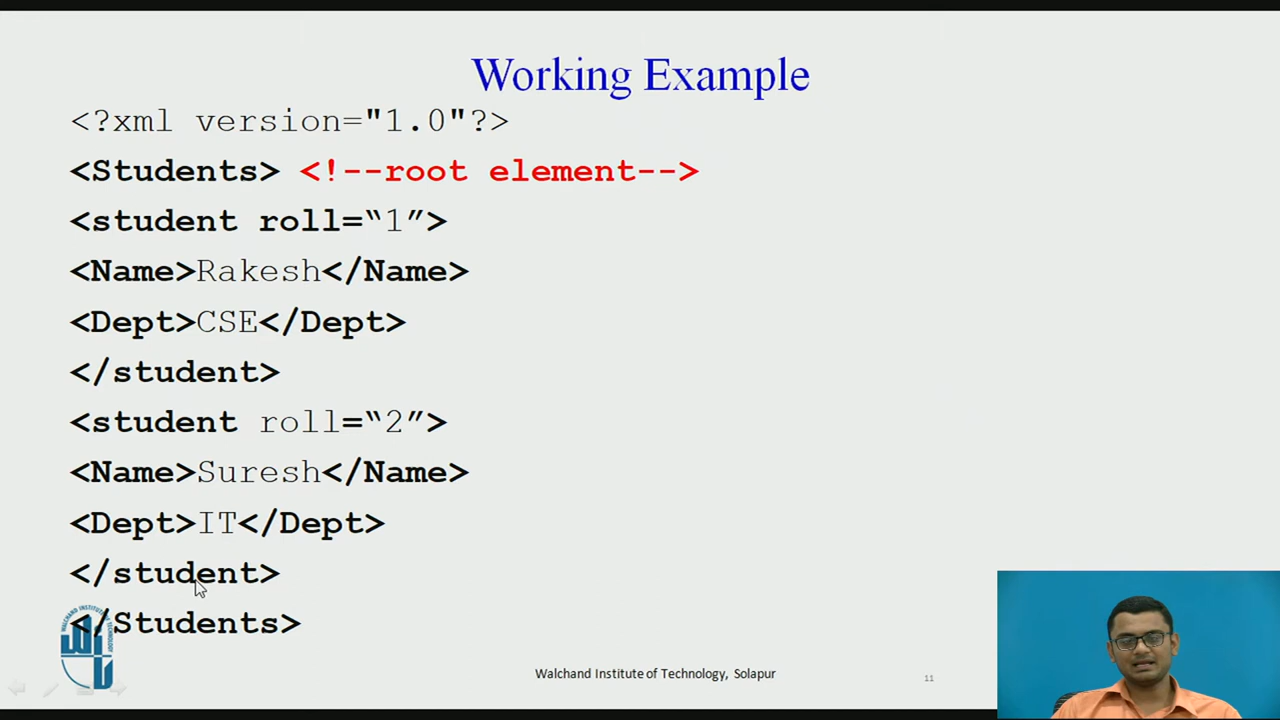 Working Example
<?xml version="1.0"?>
<Students> <!--root element-->
<student roll=“1”>
<Name>Rakesh</Name>
<Dept>CSE</Dept>
</student>
<student roll=“2”>
<Name>Suresh</Name>
<Dept>IT</Dept>
</student>
</Students>
Walchand Institute of Technology, Solapur
11